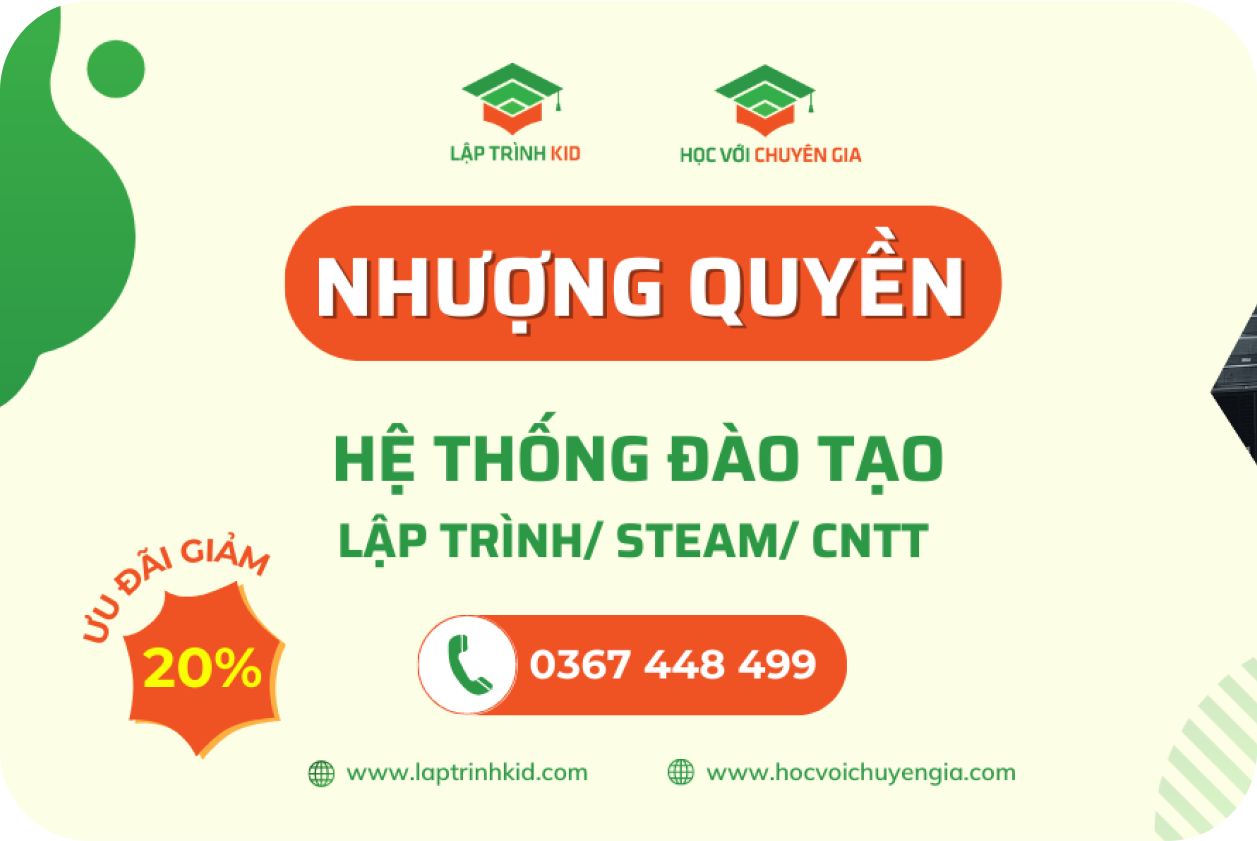 LẬP TRÌNH KID
HỌC VỚI CHUYÊN GIA
NHƯỢNG QUYỀN
HỆ THỐNG ĐÀO TẠO
LẬP TRÌNH/ STEAM/ CNTT
ƯU ĐÃI GIẢM
20%
0367 448 499
www.laptrinhkid.com
www.hocvoichuyengia.com